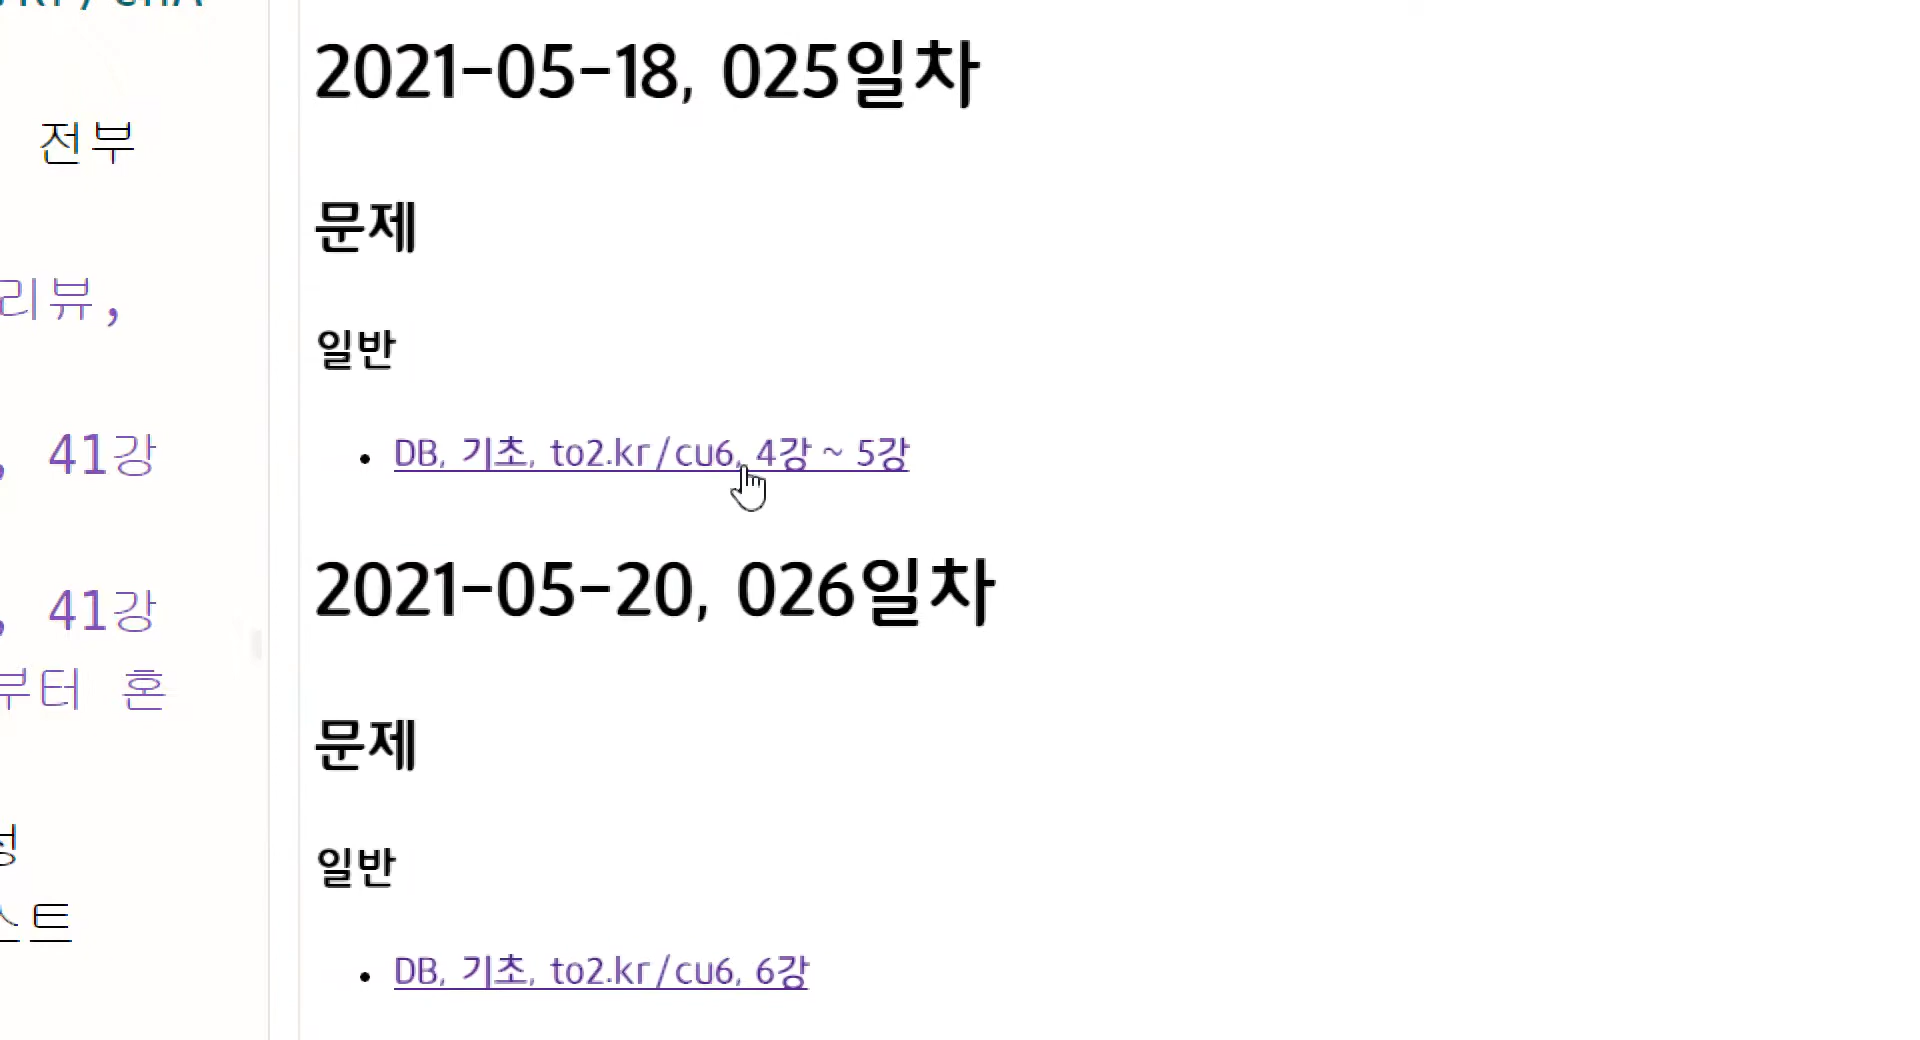 전부
리뷰,
, 41강
, 41강
부터 혼
스트
2021-05-18, 025일차
문제
일반
DB, 기초, to2.kr/cu6, 4강 ~ 5강
2021-05-20, 026일차
문제
일반
DB, 기초, to2.kr/cu6, 6강